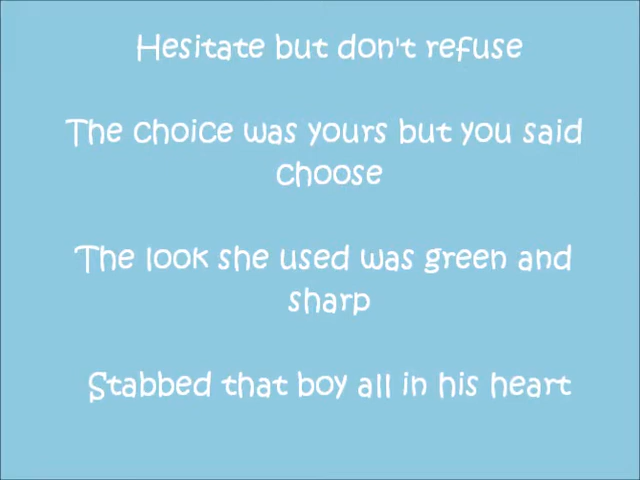 Hesitate but don't refuse
The choice was yours but you said
choose
The look she used was green and
sharp
Stabbed that boy all in his heart